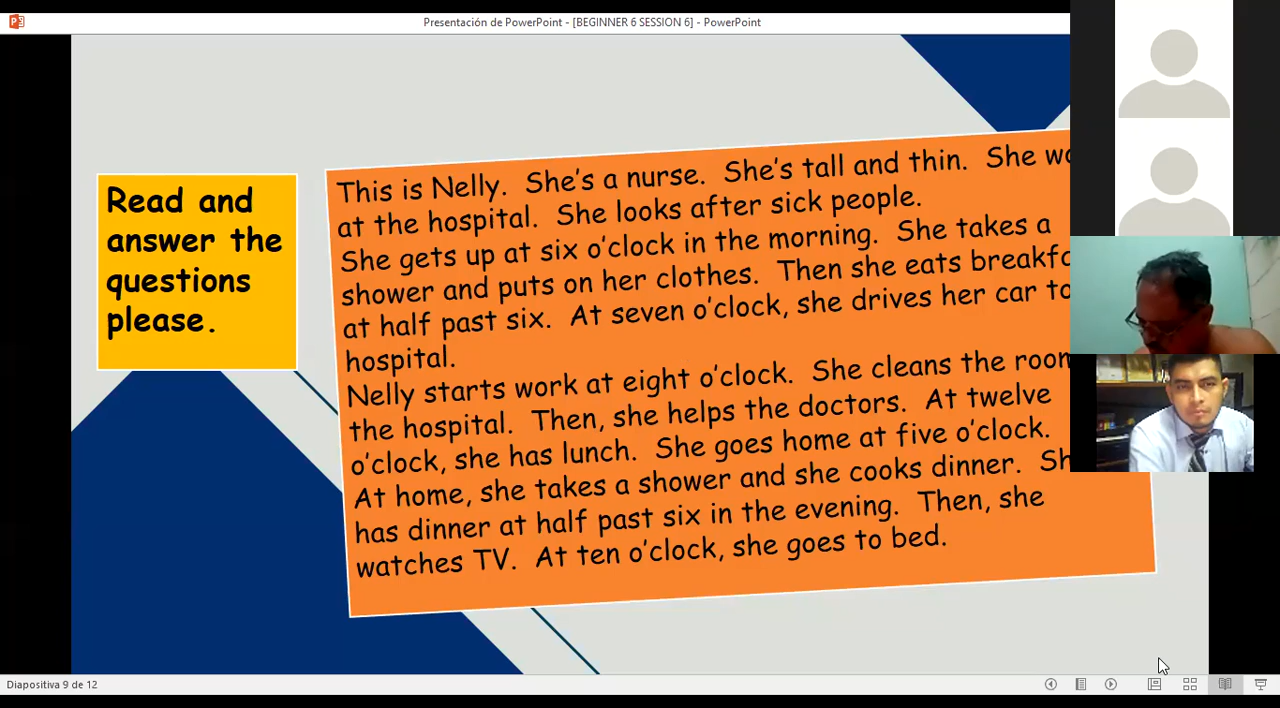 Presentación de PowerPoint - [BEGINNER 6 SESSION 6] - PowerPoint
Read and
answer the
questions
please.
This is Nelly. She's a nurse. She's tall and thin. She
at the hospital. She looks after sick people.
She gets up at six o'clock in the morning. She takes a
shower and puts on her clothes. Then she eats
at half past six. At seven o'clock, she drives her car to
hospital.
Nelly starts work at eight o'clock. She cleans the
the hospital. Then, she helps the doctors. At twelve
o'clock, she has lunch. She goes home at five o'clock.
At home, she takes a shower and she cooks dinner.
has dinner at half past six in the evening. Then, she
watches TV. At ten o'clock, she goes to bed.
Diapositiva 9 de 12